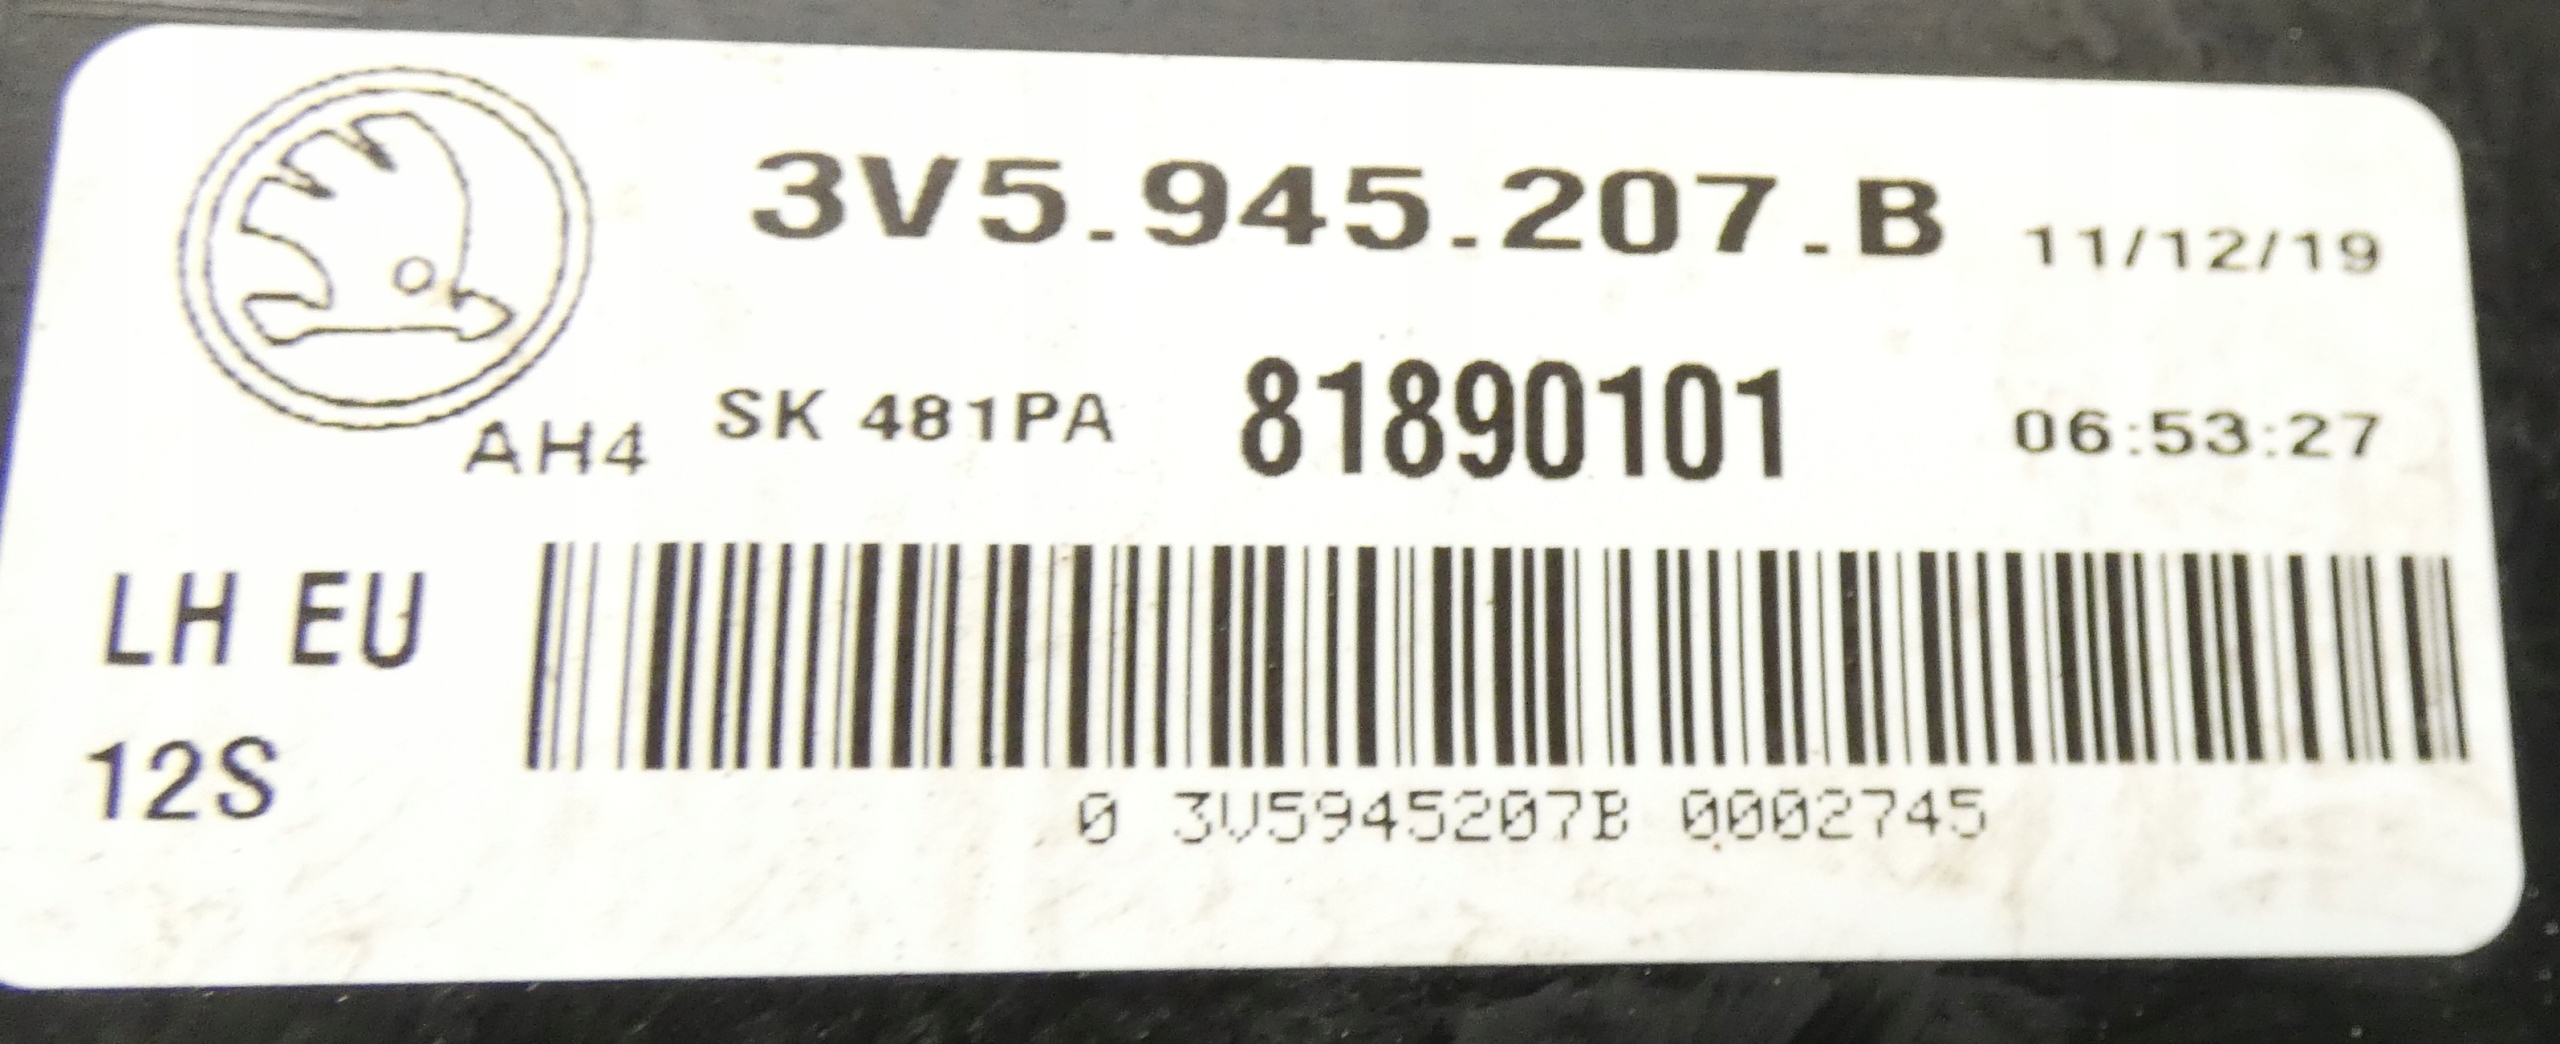 3V5.945.207.B 11/12/19
AH4 SK 481PA 81890101 06:53:27
LH EU
12S
0 3V5945207B 0002745